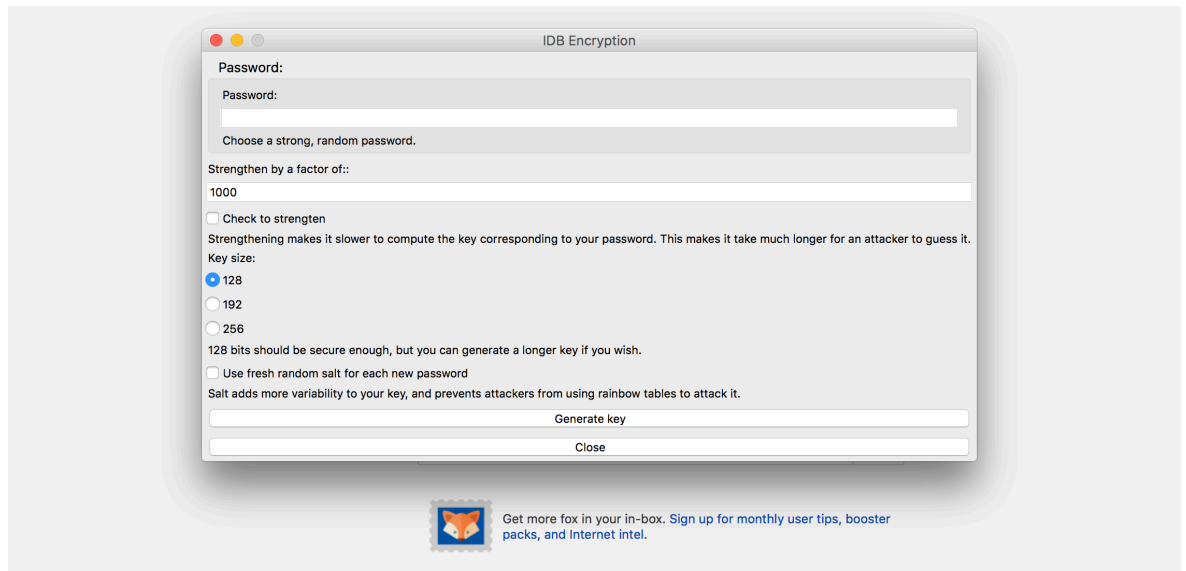 IDB Encryption
Password:
Password:
Choose a strong, random password.
Strengthen by a factor of::
1000
Check to strengten
Strengthening makes it slower to compute the key corresponding to your password. This makes it take much longer for an attacker to guess it.
Key size:
128
192
256
128 bits should be secure enough, but you can generate a longer key if you wish.
Use fresh random salt for each new password
Salt adds more variability to your key, and prevents attackers from using rainbow tables to attack it.
Generate key
Close
Get more fox in your in-box. Sign up for monthly user tips, booster
packs, and Internet intel.